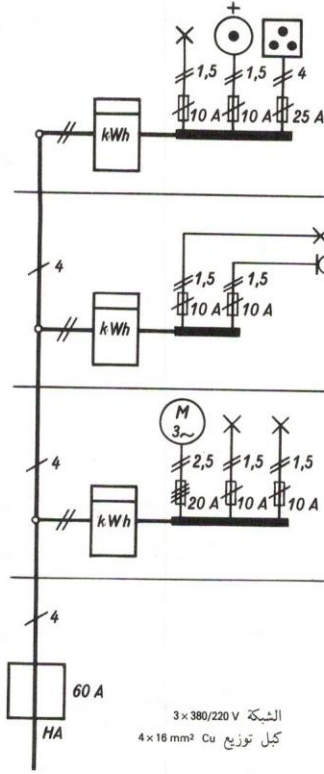 +
1,5 1,5 4
kWh 10 A 10 A 25 A
4
1,5 1,5
kWh 10 A 10 A
M
3~
4
2,5 1,5 1,5
kWh 20 A 10 A 10 A
4
60 A
HA
الشبكة 3 × 380/220 V
كبل توزيع 4 × 16 mm² Cu